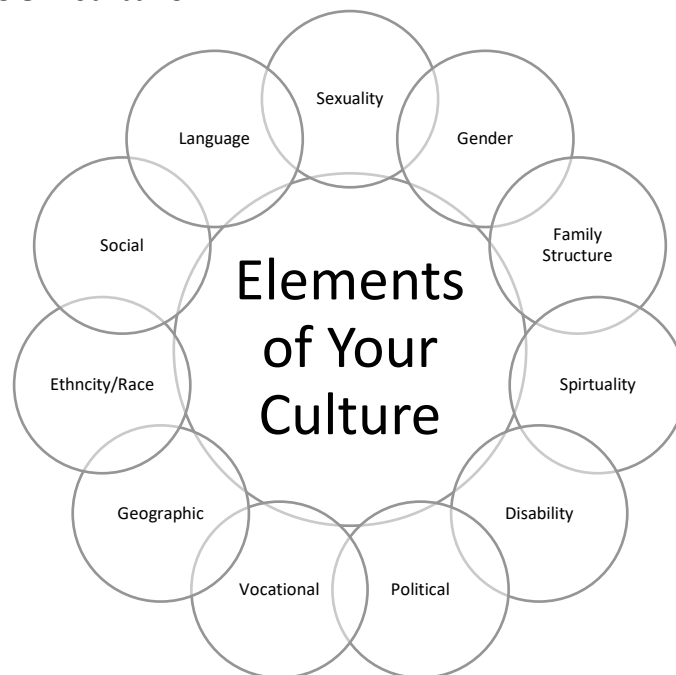 Sexuality
Gender
Language
Family
Structure
Social
Elements
of Your
Culture
Ethncity/Race
Spirtuality
Geographic
Disability
Vocational
Political